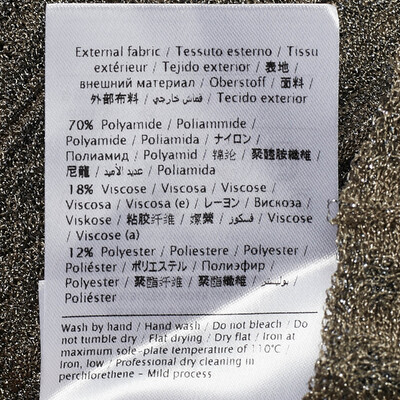 External fabric / Tessuto esterno / Tissu
extérieur / Tejido exterior / 表地 /
внешний материал / Oberstoff / 面料 /
外部布料 / قماش خارجي / Tecido exterior
70% Polyamide / Poliammide /
Polyamide / Poliamida / ナイロン /
Полиамид / Polyamid / 锦纶 / 聚醯胺纖維 /
尼龍 / عديد الأميد / Poliamida
18% Viscose / Viscosa / Viscose /
Viscosa / Viscosa (e) / レーヨン / Вискоза /
Viskose / 粘胶纤维 / 嫘縈 / فسكوز / Viscose
/ Viscose (a)
12% Polyester / Poliestere / Polyester /
Poliéster / ポリエステル / Полиэфир /
Polyester / 聚酯纤维 / 聚酯纖維 / بوليستر /
Poliéster
Wash by hand / Hand wash / Do not bleach / Do
not tumble dry / Flat drying / Dry flat / Iron at
maximum sole-plate temperature of 110°C /
Iron, low / Professional dry cleaning in
perchlorethene - Mild process